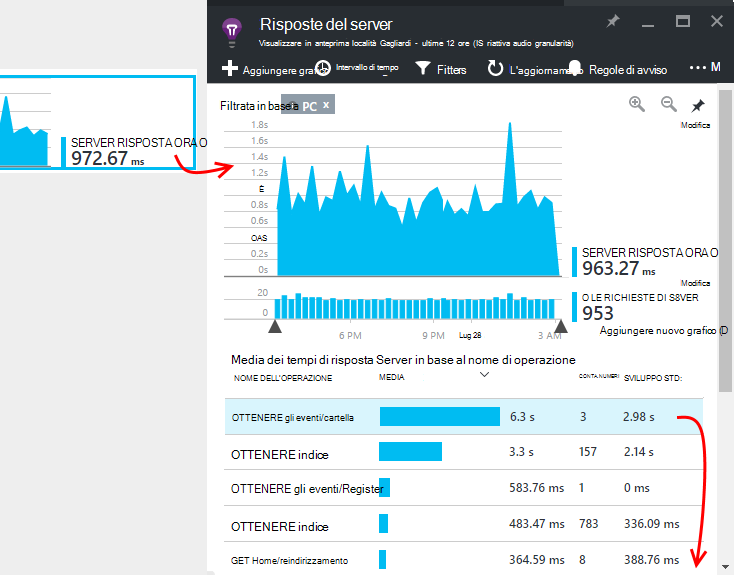 Risposte del server
Visualizzare in anteprima località Gagliardi - ultime 12 ore (IS riattiva audio granularità)
Aggiungere grafico
Intervallo di tempo
Fitters
L'aggiornamento
Regole di avviso
M
SERVER RISPOSTA ORA O
972.67 ms
Filtrata in base a
PC x
Modifica
1.8s
1.6s
1.4s
1.2s
È
0.8s
0.6s
OAS
0.2s
0s
SERVER RISPOSTA ORA O
963.27 ms
Modifica
20
0
O LE RICHIESTE DI S8VER
953
6 PM
9 PM
Lug 28
3 AM
Aggiungere nuovo grafico (D
Media dei tempi di risposta Server in base al nome di operazione
NOME DELL'OPERAZIONE MEDIA CONTA NUMERI SVILUPPO STD:
OTTENERE gli eventi/cartella 6.3 s 3 2.98 s
OTTENERE indice 3.3 s 157 2.14 s
OTTENERE gli eventi/Register 583.76 ms 1 0 ms
OTTENERE indice 483.47 ms 783 336.09 ms
GET Home/reindirizzamento 364.59 ms 8 388.76 ms